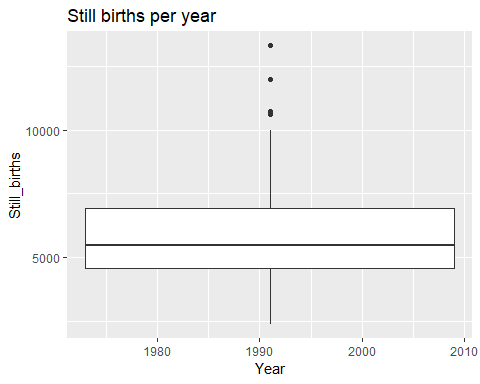 Still births per year
Still_births
10000
5000
1980 1990 2000 2010
Year